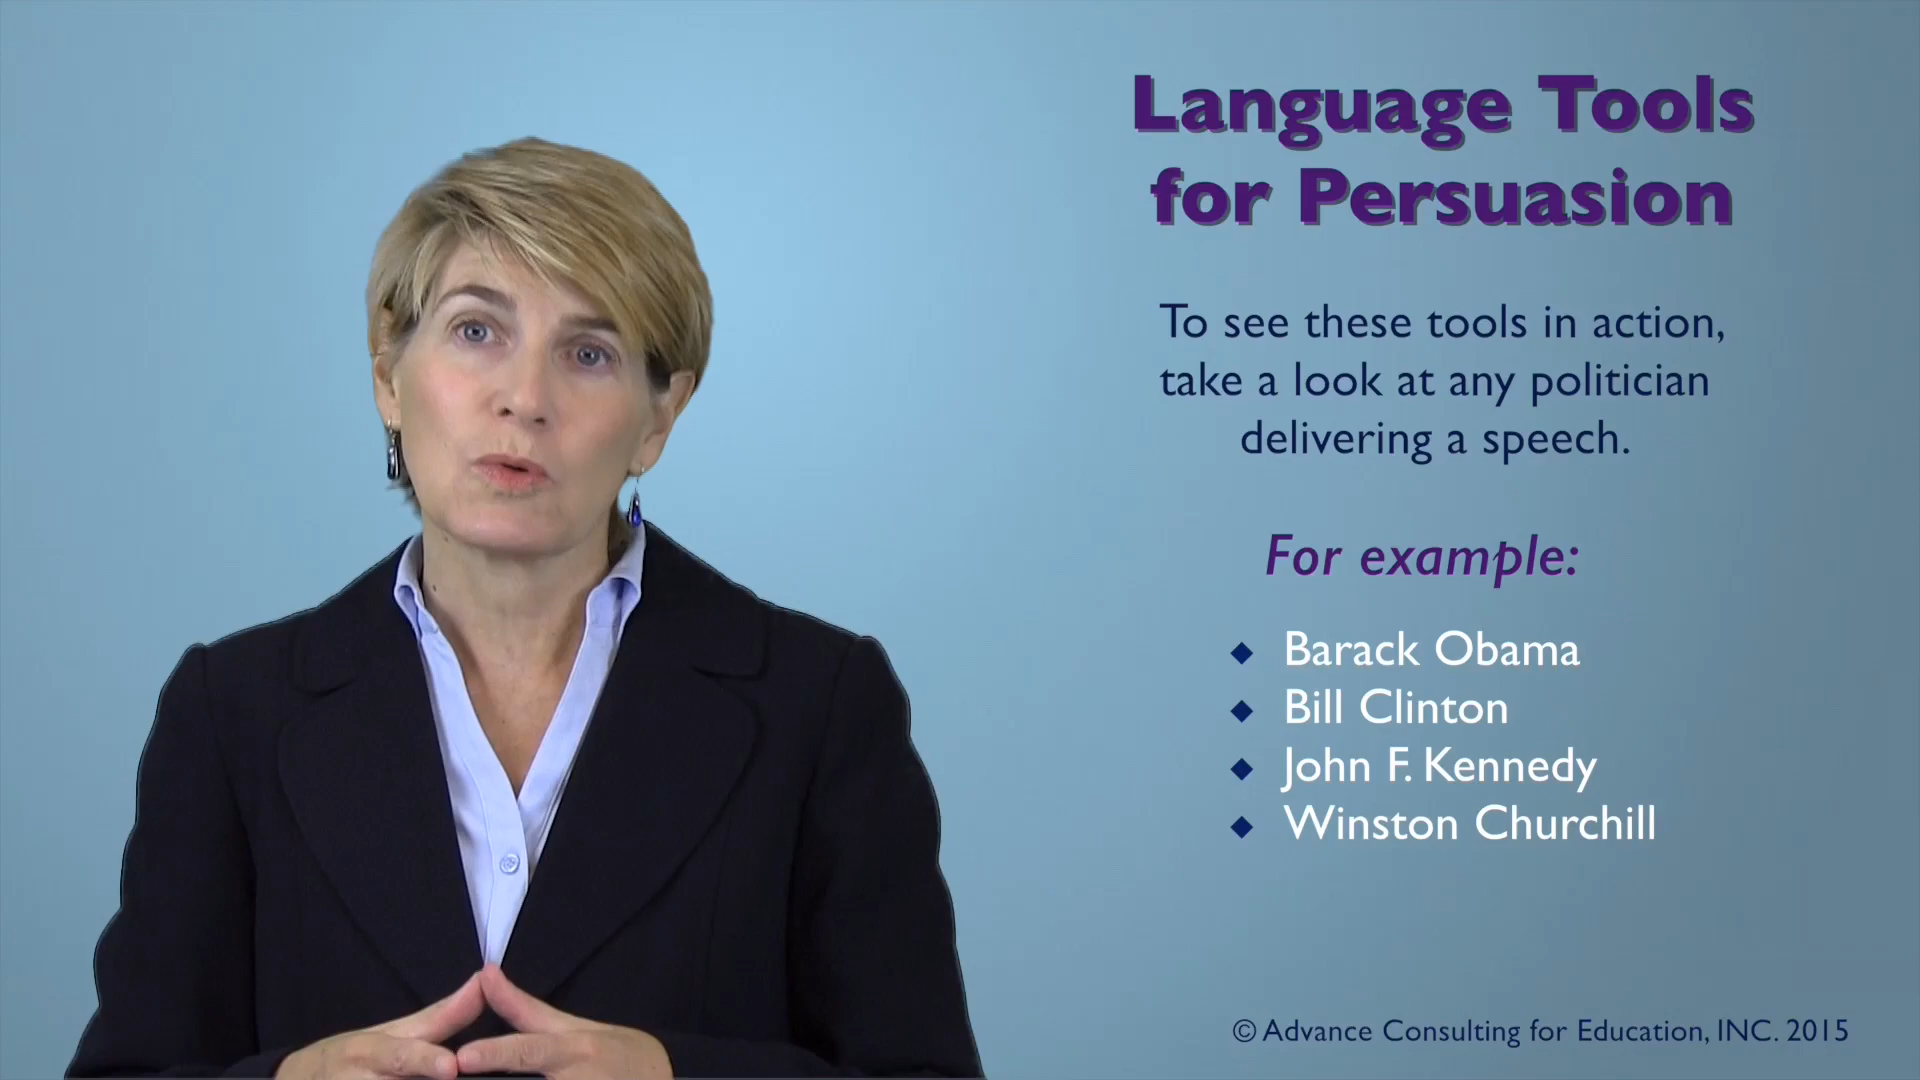 Language Tools
for Persuasion
To see these tools in action,
take a look at any politician
delivering a speech.
For example:
◆ Barack Obama
◆ Bill Clinton
◆ John F. Kennedy
◆ Winston Churchill
© Advance Consulting for Education, INC. 2015